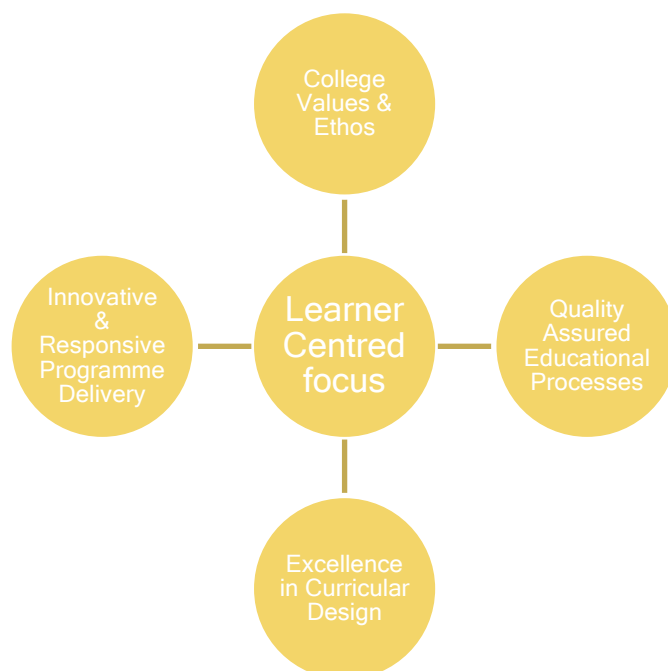 College
Values &
Ethos
Innovative
&
Responsive
Programme
Delivery
Learner
Centred
focus
Quality
Assured
Educational
Processes
Excellence
in Curricular
Design